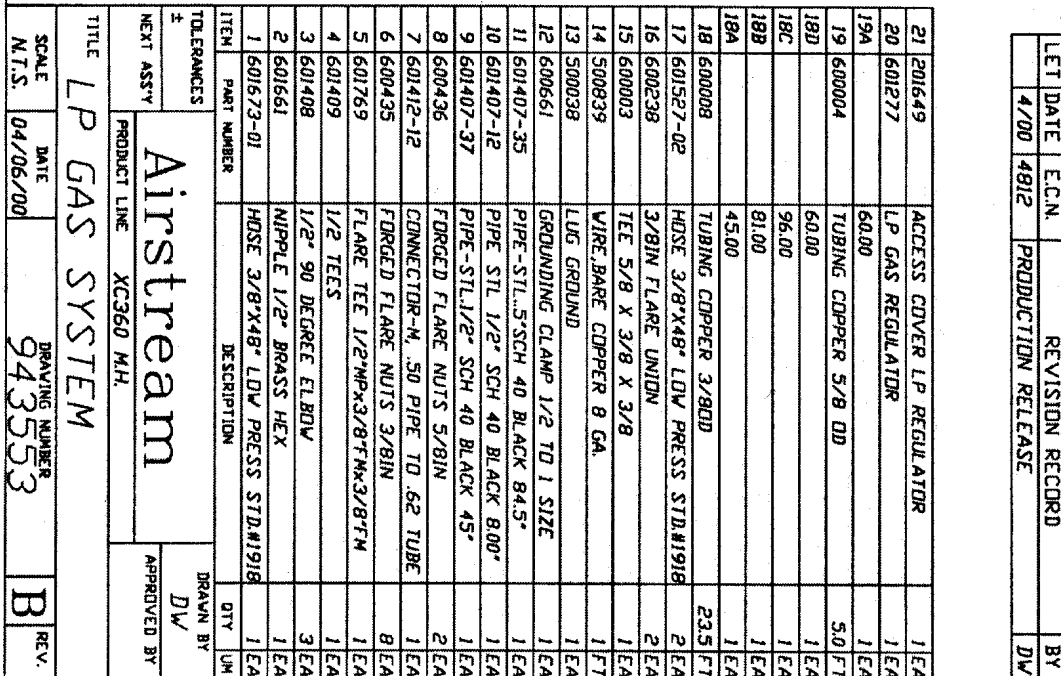 LET DATE E.C.N. REVISION RECORD BY
4/00 4812 PRODUCTION RELEASE DW
21 201649 ACCESS COVER LP REGULATOR 1 EA
20 601277 LP GAS REGULATOR 1 EA
19A 60.00 1 EA
19 600004 TUBING COPPER 5/8 OD 5.0 FT
18D 60.00 1 EA
18C 96.00 1 EA
18B 81.00 1 EA
18A 45.00 1 EA
18 600008 TUBING COPPER 3/8OD 23.5 FT
17 601527-02 HOSE 3/8"X48" LOW PRESS STD.#1918 2 EA
16 600238 3/8IN FLARE UNION 2 EA
15 600003 TEE 5/8 X 3/8 X 3/8 1 EA
14 500839 WIRE,BARE COPPER 8 GA. 1 FT
13 500038 LUG GROUND 1 EA
12 600661 GROUNDING CLAMP 1/2 TO 1 SIZE 1 EA
11 601407-35 PIPE-STL.5"SCH 40 BLACK 84.5" 1 EA
10 601407-12 PIPE STL 1/2" SCH 40 BLACK 8.00" 1 EA
9 601407-37 PIPE-STL.1/2" SCH 40 BLACK 45" 1 EA
8 600436 FORGED FLARE NUTS 5/8IN 2 EA
7 601412-12 CONNECTOR-M, .50 PIPE TO .62 TUBE 1 EA
6 600435 FORGED FLARE NUTS 3/8IN 8 EA
5 601769 FLARE TEE 1/2"MPx3/8"FMx3/8"FM 1 EA
4 601409 1/2 TEES 1 EA
3 601408 1/2" 90 DEGREE ELBOW 3 EA
2 601661 NIPPLE 1/2" BRASS HEX 1 EA
1 601673-01 HOSE 3/8"X48" LOW PRESS STD.#1918 1 EA
ITEM PART NUMBER DESCRIPTION QTY UM
TOLERANCES
±
Airstream
DRAWN BY
DW
NEXT ASS'Y
PRODUCT LINE XC360 M.H.
APPROVED BY
TITLE LP GAS SYSTEM
SCALE
N.T.S.
DATE
04/06/00
DRAWING NUMBER
943553
B
REV.